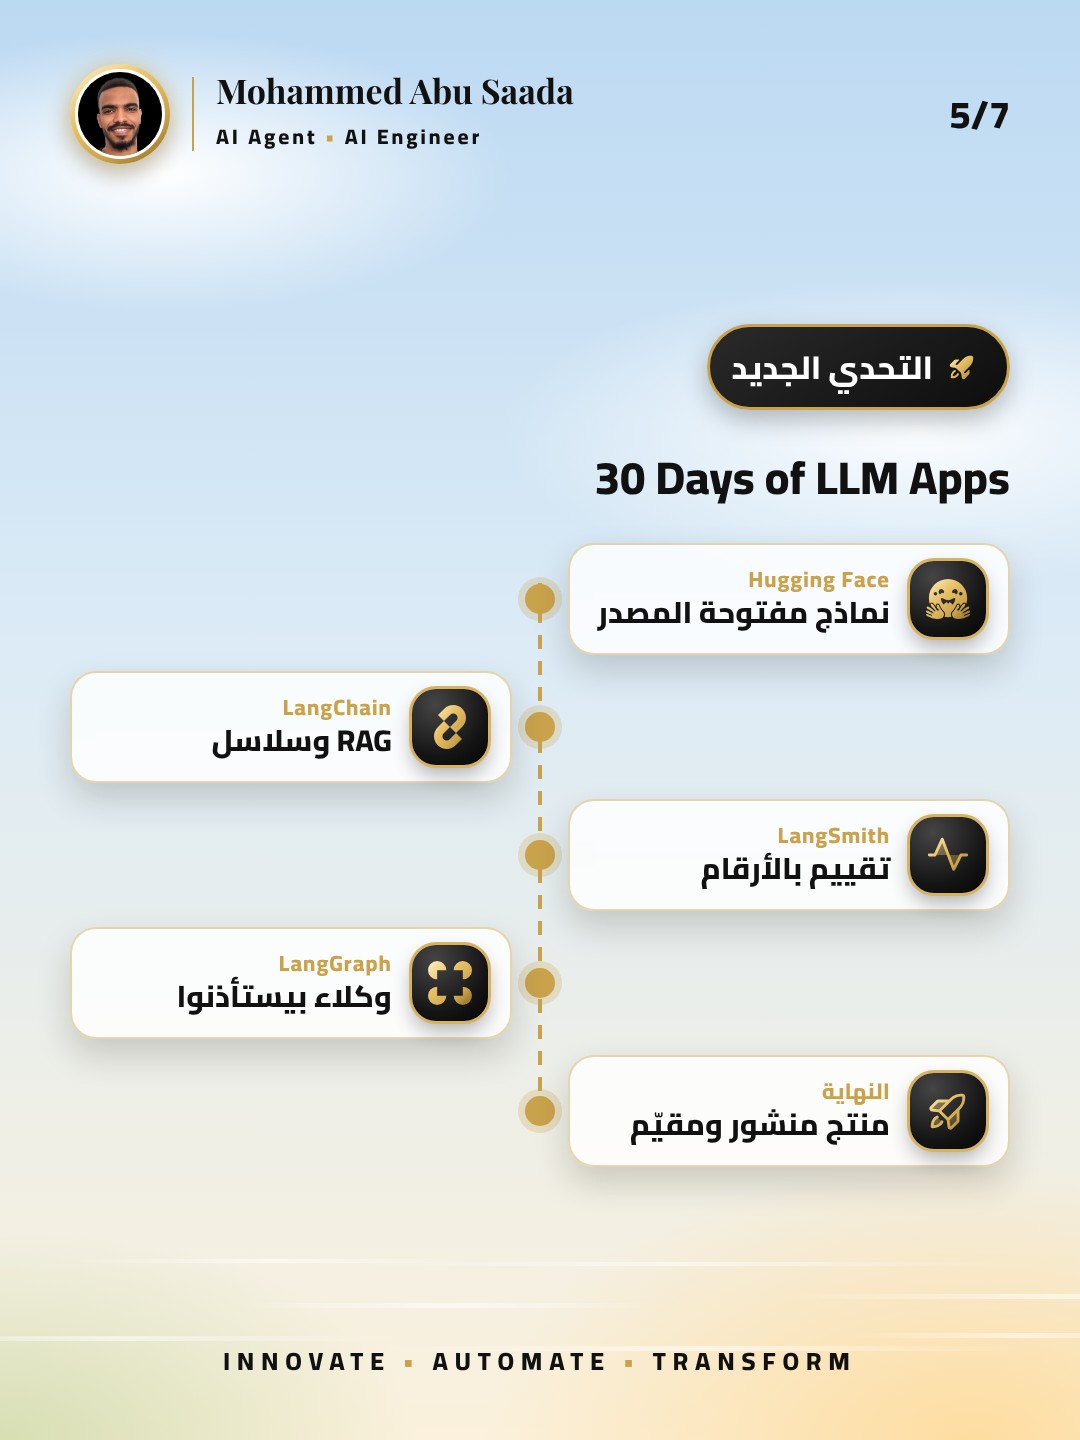 Mohammed Abu Saada
AI Agent ▪ AI Engineer
5/7
التحدي الجديد
30 Days of LLM Apps
Hugging Face
نماذج مفتوحة المصدر
LangChain
RAG وسلاسل
LangSmith
تقييم بالأرقام
LangGraph
وكلاء بيستأذنوا
النهاية
منتج منشور ومقيّم
INNOVATE ▪ AUTOMATE ▪ TRANSFORM